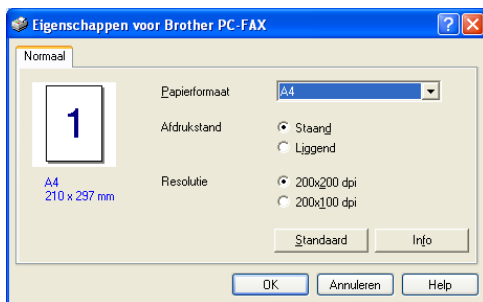 Eigenschappen voor Brother PC-FAX
Normaal
1
A4
210 x 297 mm
Papierformaat
A4
Afdrukstand
Staand
Liggend
Resolutie
200x200 dpi
200x100 dpi
Standaard
Info
OK
Annuleren
Help